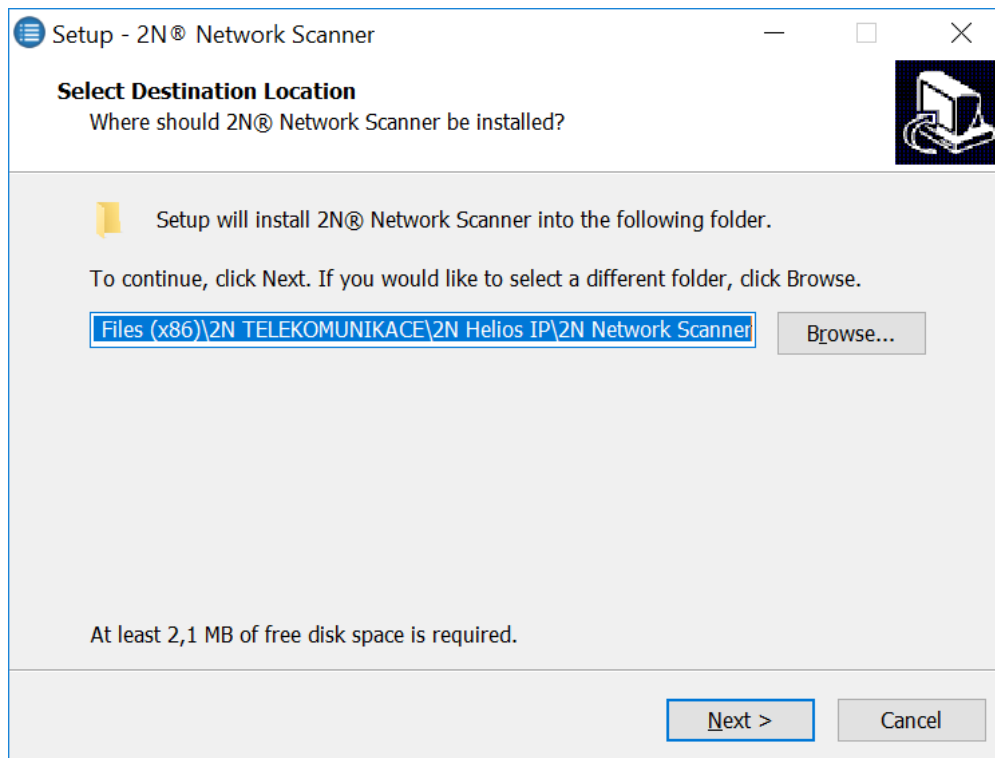 Setup - 2N® Network Scanner
Select Destination Location
Where should 2N® Network Scanner be installed?
Setup will install 2N® Network Scanner into the following folder.
To continue, click Next. If you would like to select a different folder, click Browse.
Files (x86)\2N TELEKOMUNIKACE\2N Helios IP\2N Network Scanner
Browse...
At least 2,1 MB of free disk space is required.
Next >
Cancel